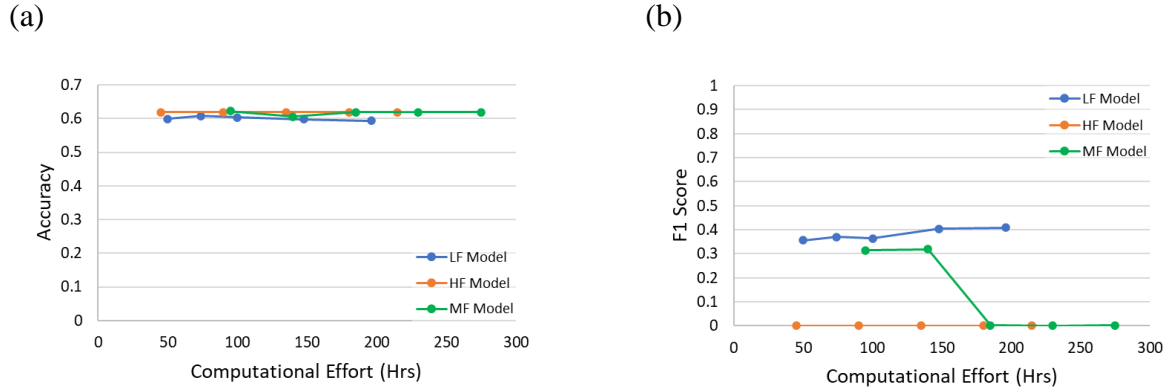 (a)
0.7
0.6
0.5
0.4
0.3
0.2
0.1
0
Accuracy
LF Model
HF Model
MF Model
0 50 100 150 200 250 300
Computational Effort (Hrs)
(b)
1
0.9
0.8
0.7
0.6
0.5
0.4
0.3
0.2
0.1
0
F1 Score
LF Model
HF Model
MF Model
0 50 100 150 200 250 300
Computational Effort (Hrs)